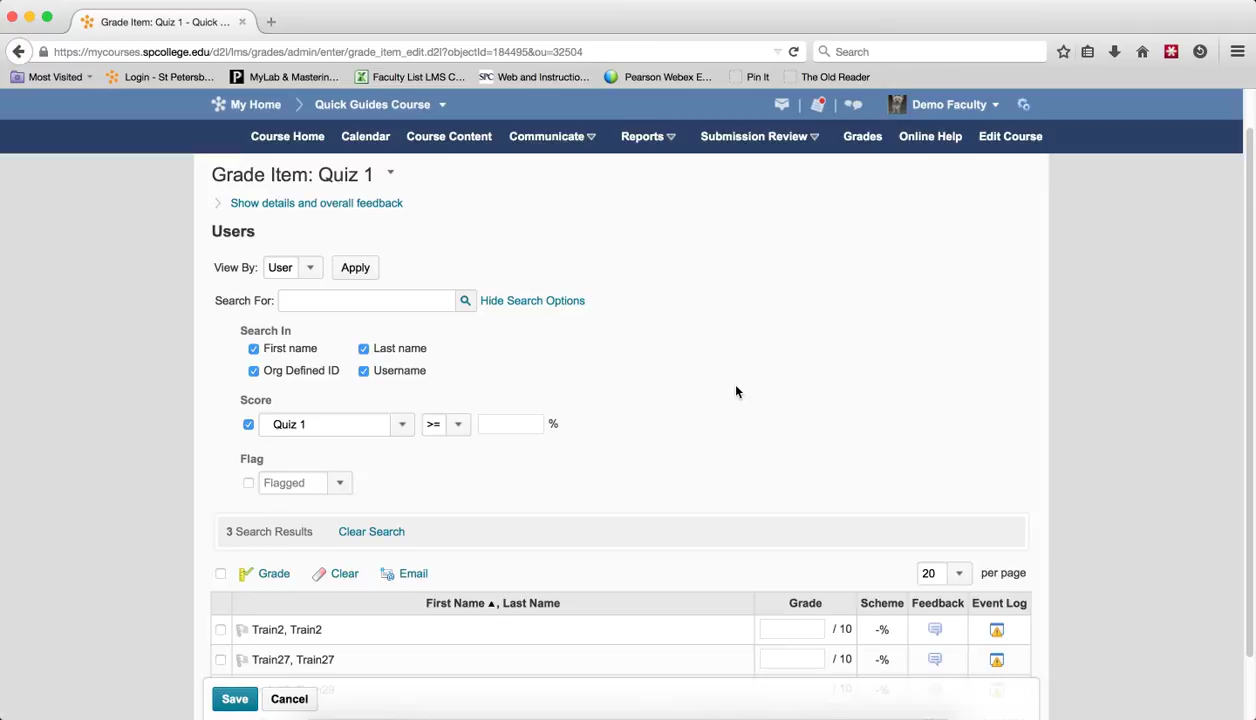 Grade Item: Quiz 1 - Quick ...
https://mycourses.spcollege.edu/d2l/lms/grades/admin/enter/grade_item_edit.d2l?objectId=184495&ou=32504
Search
Most Visited
Login - St Petersb...
MyLab & Mastering...
Faculty List LMS C...
SPC Web and Instructio...
Pearson Webex E...
Pin It
The Old Reader
My Home
Quick Guides Course
Demo Faculty
Course Home
Calendar
Course Content
Communicate
Reports
Submission Review
Grades
Online Help
Edit Course
Grade Item: Quiz 1
Show details and overall feedback
Users
View By: User Apply
Search For: Hide Search Options
Search In
First name Last name
Org Defined ID Username
Score
Quiz 1 >= %
Flag
Flagged
3 Search Results Clear Search
Grade Clear Email 20 per page
First Name ▲, Last Name Grade Scheme Feedback Event Log
Train2, Train2 / 10 -%
Train27, Train27 / 10 -%
/ 10 -%
Save Cancel